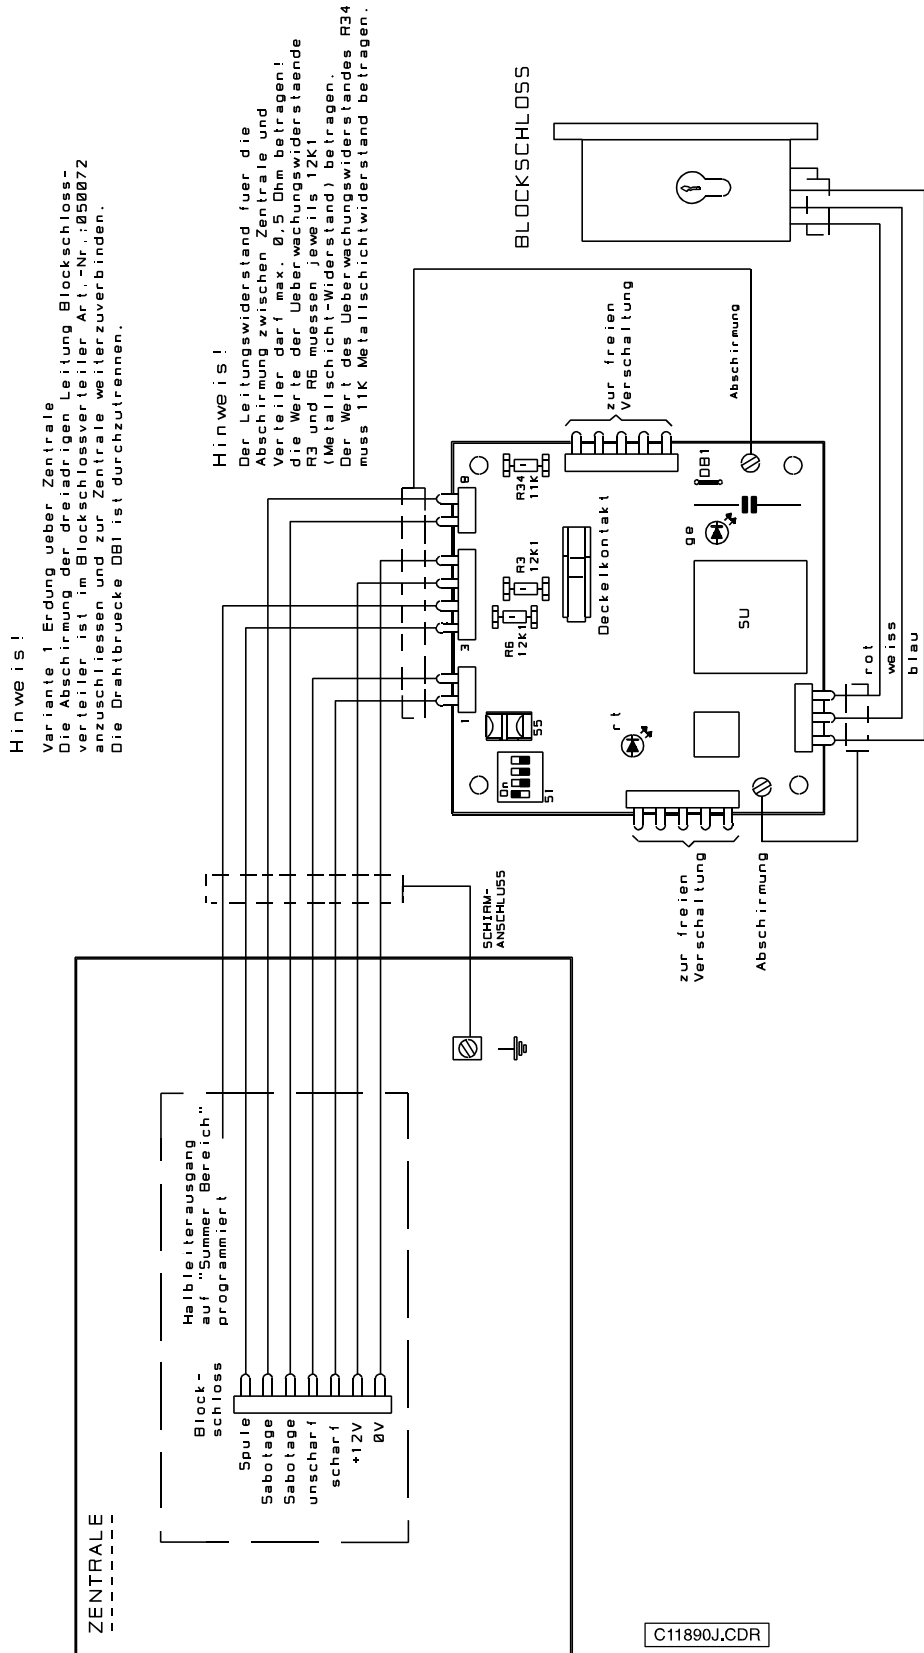 Hinweis!
Variante 1 Erdung ueber Zentrale
Die Abschirmung der dreiadrigen Leitung Blockschloss-
verteiler ist im Blockschlossverteiler Art.-Nr.:050072
anzuschliessen und zur Zentrale weiterzuverbinden.
Die Drahtbruecke DB1 ist durchzutrennen.
Hinweis!
Der Leitungswiderstand fuer die
Abschirmung zwischen Zentrale und
Verteiler darf max. 0,5 Ohm betragen!
die Werte der Ueberwachungswiderstaende
R3 und R6 muessen jeweils 12K1
(Metallschicht-Widerstand) betragen.
Der Wert des Ueberwachungswiderstandes R34
muss 11K Metallschichtwiderstand betragen.
BLOCKSCHLOSS
zur freien
Verschaltung
Abschirmung
8
R34
11K
DB1
Deckelkontakt
ge
R3
12K1
R6
12K1
3
SU
1
S5
rt
On
S1
rot
weiss
blau
zur freien
Verschaltung
Abschirmung
SCHIRM-
ANSCHLUSS
Halbleiterausgang
auf "Summer Bereich"
programmiert
Block-
schloss
Spule
Sabotage
Sabotage
unscharf
scharf
+12V
0V
ZENTRALE
C11890J.CDR